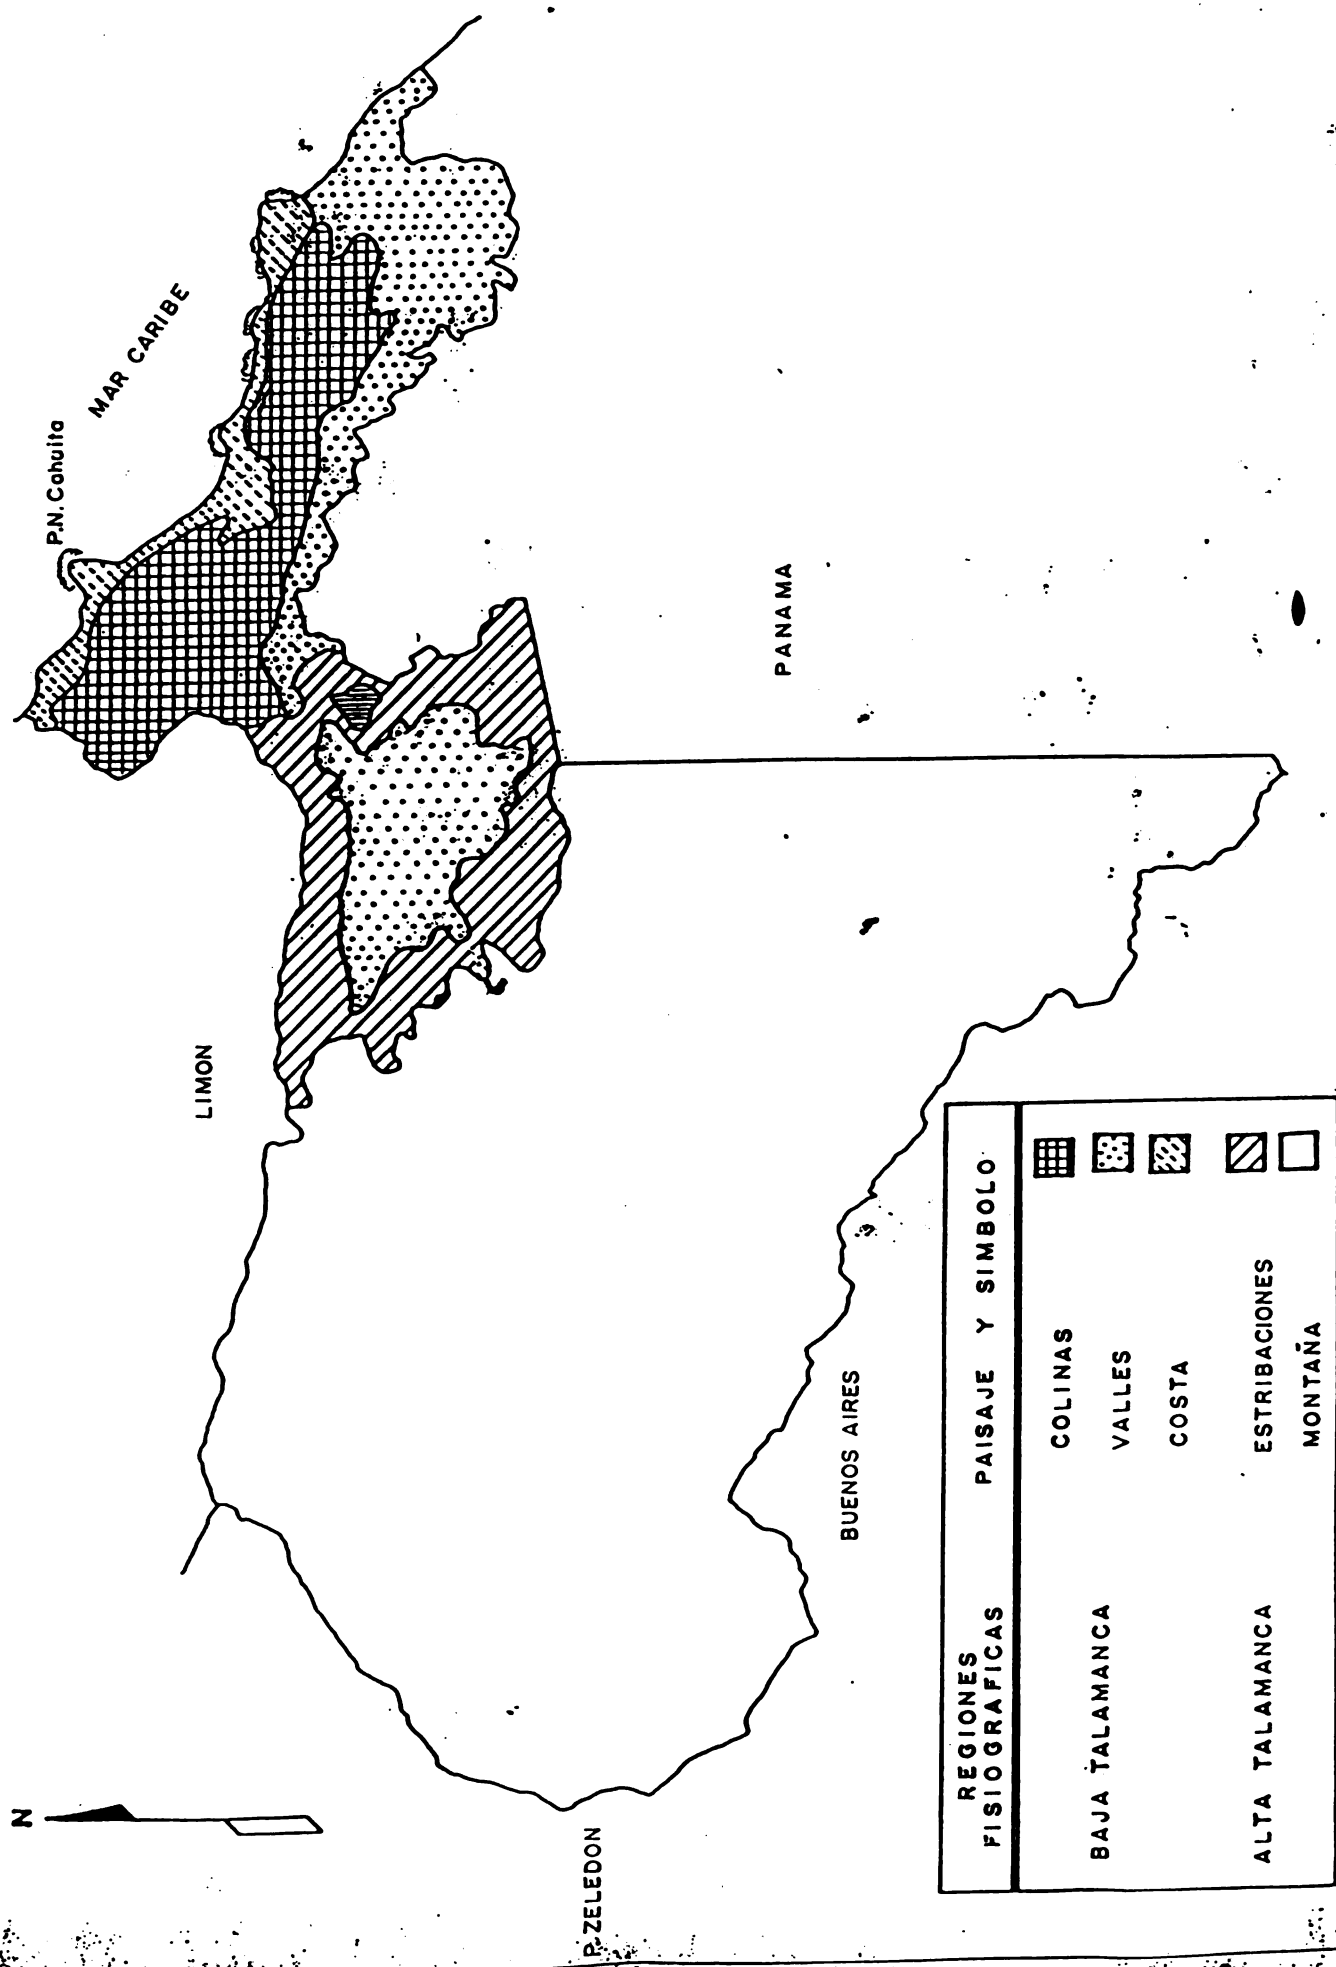 N
P.N. Cahuita
MAR CARIBE
LIMON
PANAMA
BUENOS AIRES
P. ZELEDON
REGIONES
FISIOGRAFICAS
PAISAJE Y SIMBOLO
BAJA TALAMANCA
COLINAS
VALLES
COSTA
ALTA TALAMANCA
ESTRIBACIONES
MONTAÑA